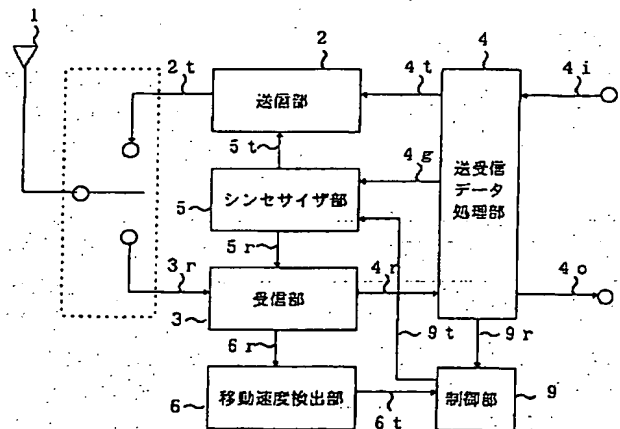 1
2
4
2 t
4 t
4 i
送信部
5 t
4 g
送受信
データ
処理部
5
シンセサイザ部
5 r
3 r
4 r
4 o
受信部
3
6 r
9 t
9 r
6
移動速度検出部
6 t
制御部
9